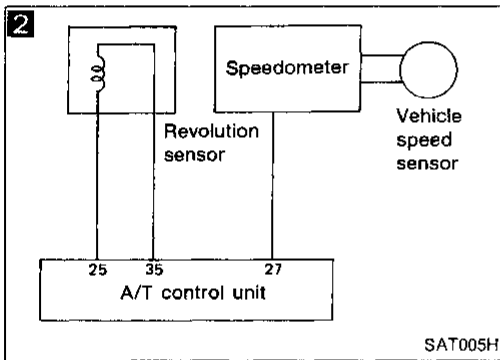 2
Speedometer
Revolution
sensor
Vehicle
speed
sensor
25 35 27
A/T control unit
SAT005H